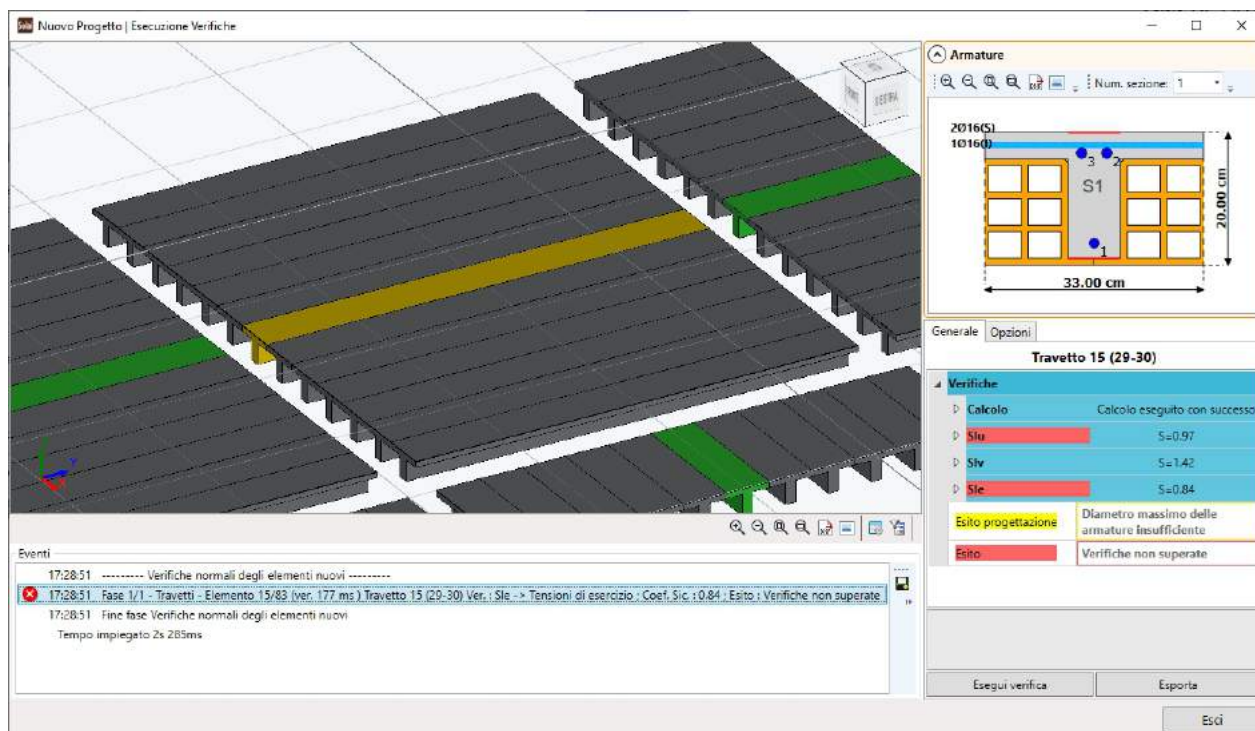 Nuovo Progetto | Esecuzione Verifiche
Armature
Num. sezione: 1
2Ø16(S)
1Ø16(I)
3
2
S1
1
20.00 cm
33.00 cm
Generale
Opzioni
Travetto 15 (29-30)
Verifiche
Calcolo Calcolo eseguito con successo
Slu S=0.97
Slv S=1.42
Sle S=0.84
Esito progettazione Diametro massimo delle
armature insufficiente
Esito Verifiche non superate
Eventi
17:28:51 --------- Verifiche normali degli elementi nuovi ---------
17:28:51 Fase 1/1 - Travetti - Elemento 15/83 (ver. 177 ms ) Travetto 15 (29-30) Ver. : Sle -> Tensioni di esercizio ; Coef. Sic. : 0.84 ; Esito : Verifiche non superate
17:28:51 Fine fase Verifiche normali degli elementi nuovi
Tempo impiegato 2s 285ms
Esegui verifica
Esporta
Esci